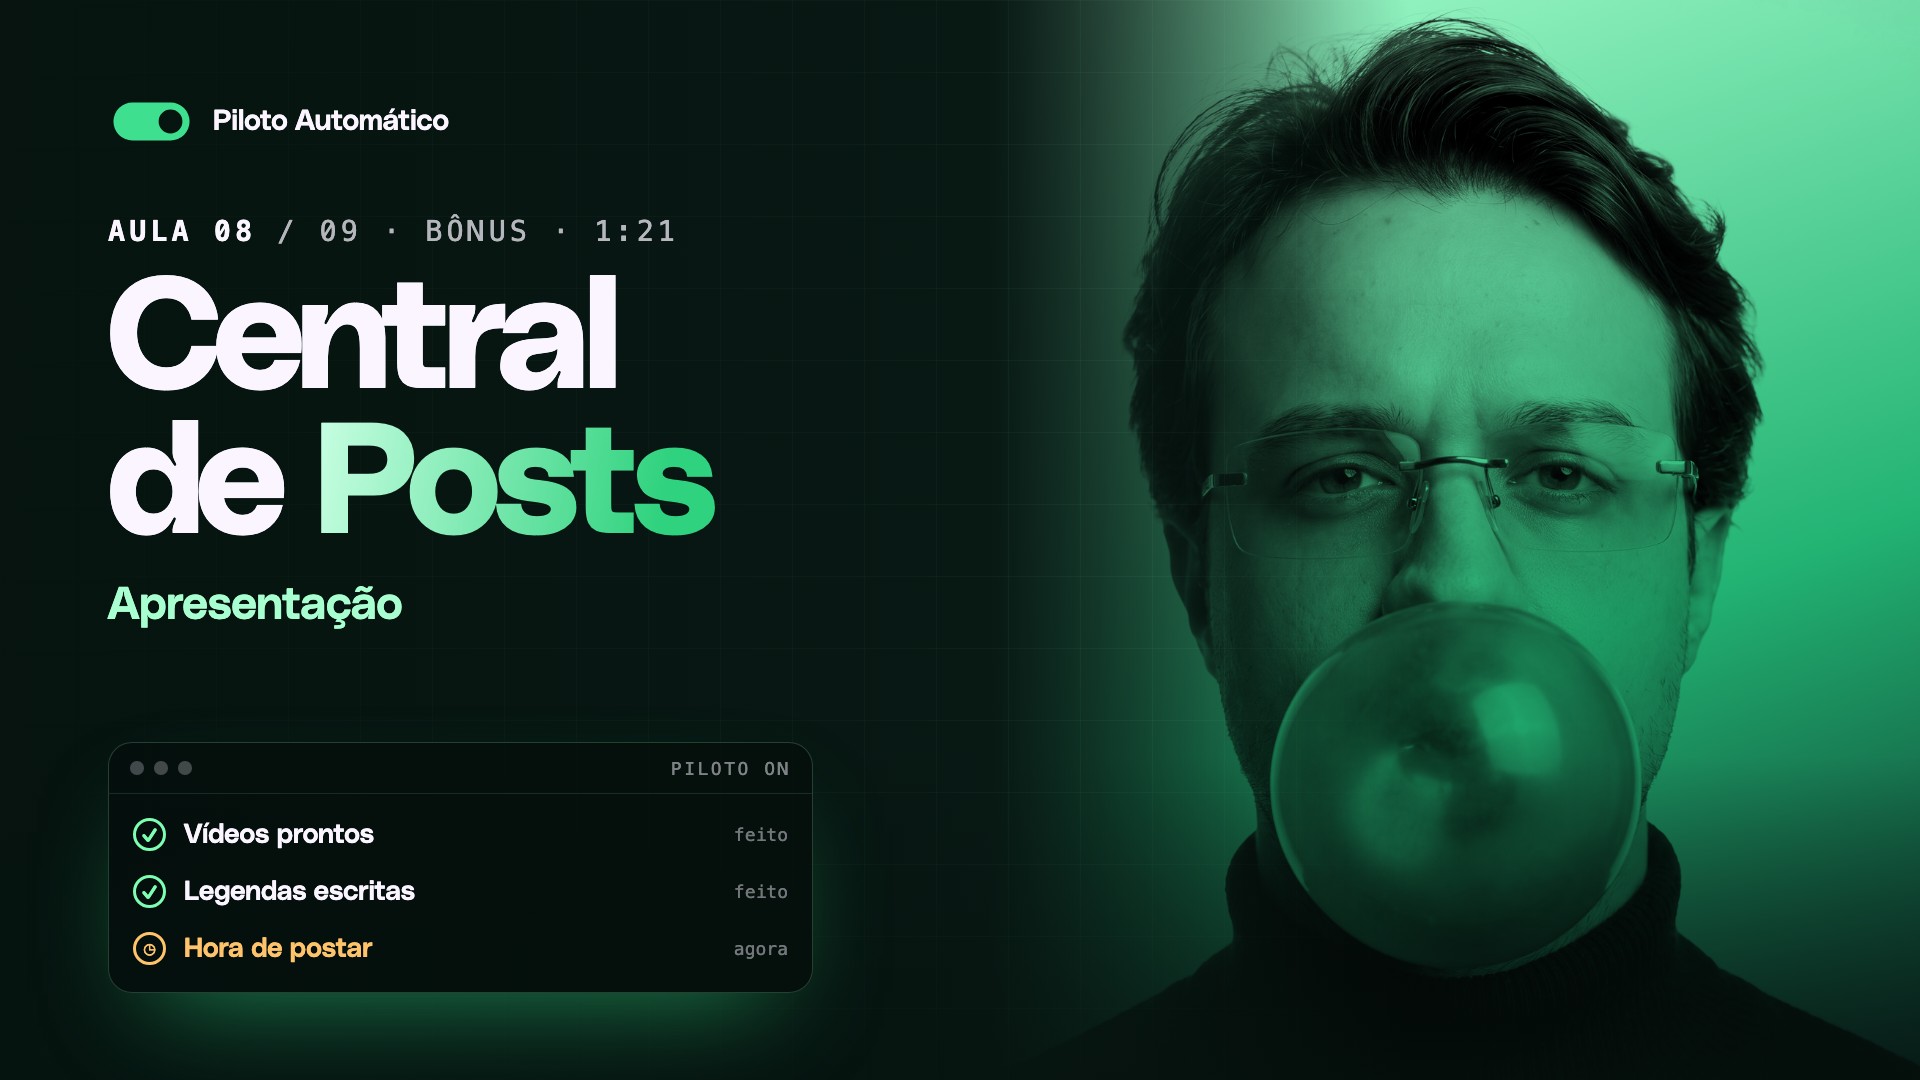 Piloto Automático
AULA 08 / 09 · BÔNUS · 1:21
Central
de Posts
Apresentação
PILOTO ON
Vídeos prontos feito
Legendas escritas feito
Hora de postar agora